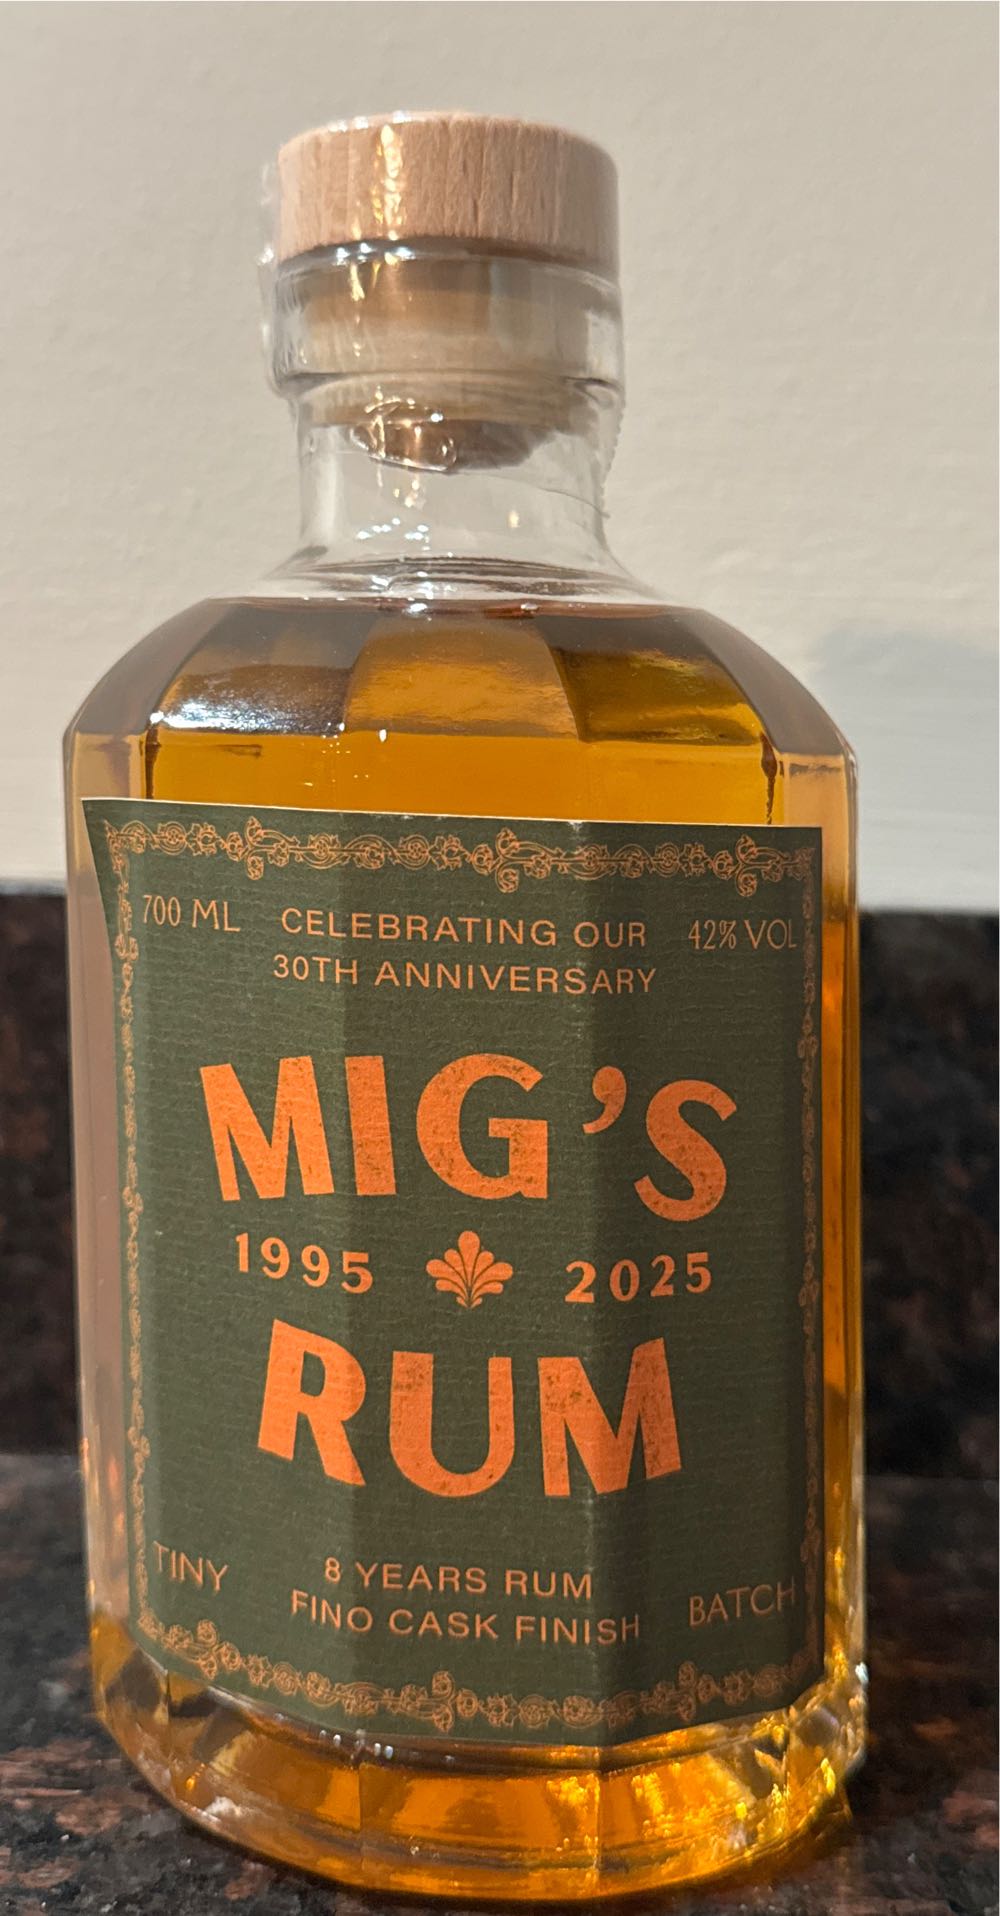 700 ML CELEBRATING OUR 42% VOL
30TH ANNIVERSARY
MIG'S
1995 2025
RUM
TINY 8 YEARS RUM BATCH
FINO CASK FINISH